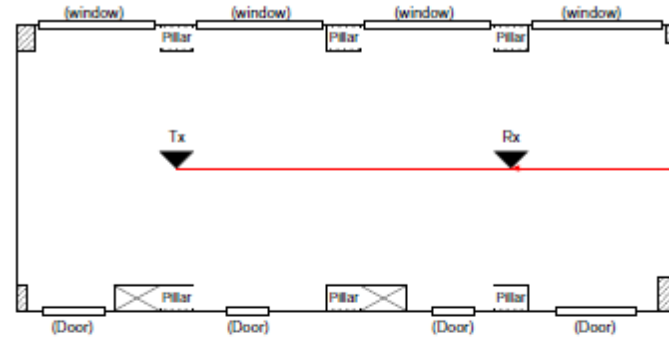 (window) (window) (window) (window)
Pillar Pillar Pillar
Tx Rx
Pillar Pillar Pillar
(Door) (Door) (Door) (Door)